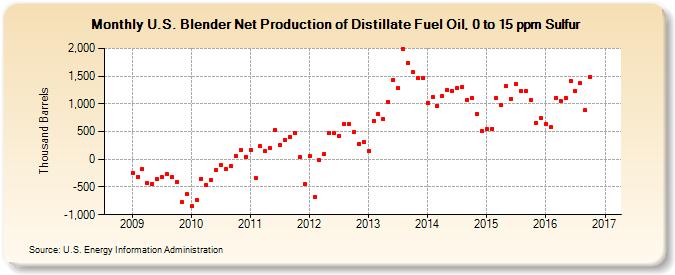 Monthly U.S. Blender Net Production of Distillate Fuel Oil, 0 to 15 ppm Sulfur
Thousand Barrels
2,000
1,500
1,000
500
0
-500
-1,000
2009 2010 2011 2012 2013 2014 2015 2016 2017
Source: U.S. Energy Information Administration